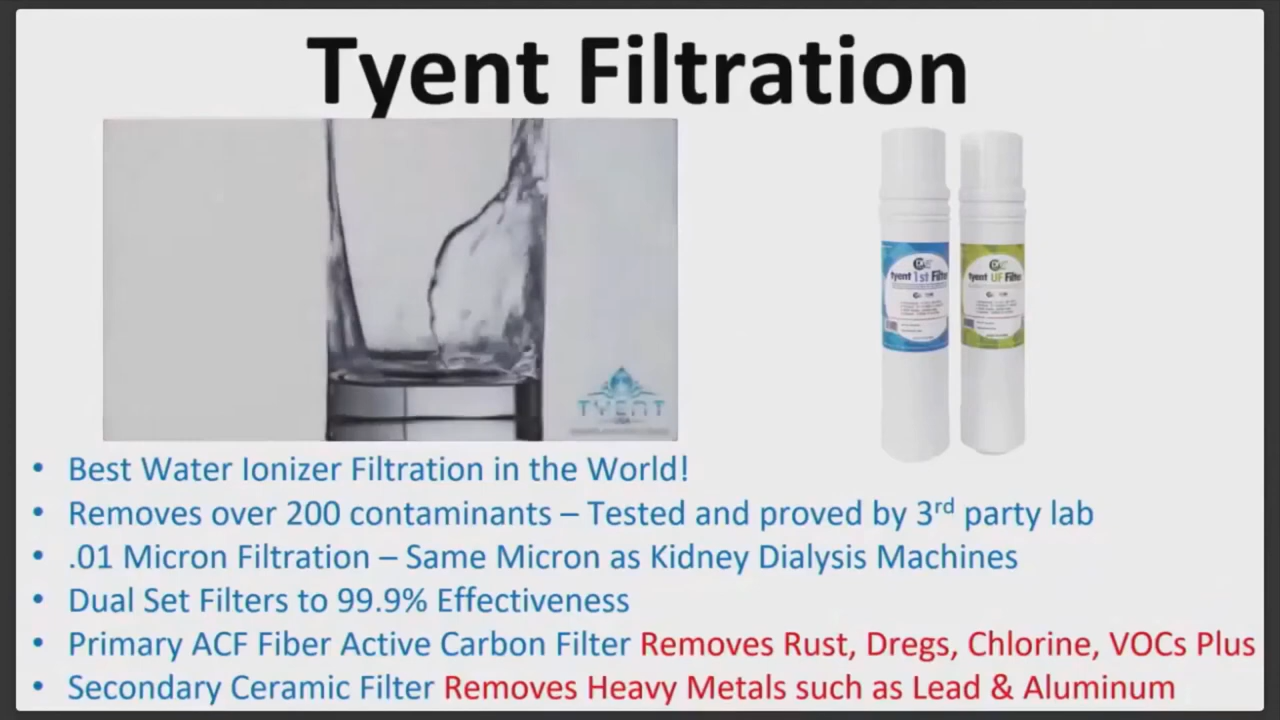 Tyent Filtration
TYENT
USA
Tyent 1st Filter
Tyent UF Filter
• Best Water Ionizer Filtration in the World!
• Removes over 200 contaminants – Tested and proved by 3rd party lab
• .01 Micron Filtration – Same Micron as Kidney Dialysis Machines
• Dual Set Filters to 99.9% Effectiveness
• Primary ACF Fiber Active Carbon Filter Removes Rust, Dregs, Chlorine, VOCs Plus
• Secondary Ceramic Filter Removes Heavy Metals such as Lead & Aluminum